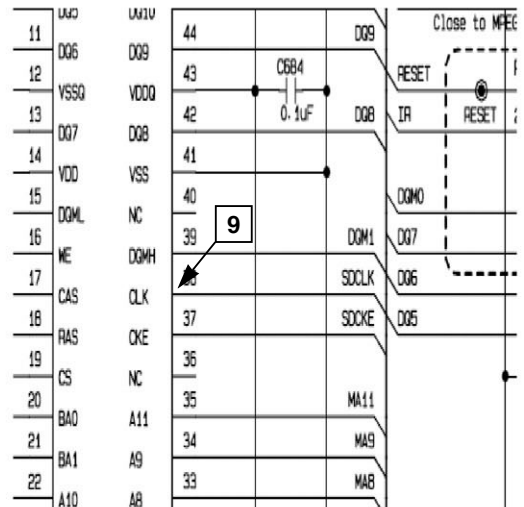 DQ10
11 44 DQ9 Close to MPEG
DQ6 DQ9
12 43 C684 RESET
VSSQ VDDQ
13 42 0.1uF DQ8 IR RESET
DQ7 DQ8
14 41
VDD VSS
15 40 DQM0
DQML NC
16 39 9 DQM1 DQ7
WE DQMH
17 SDCLK DQ6
CAS CLK
18 37 SDCKE DQ5
RAS CKE
19 36
CS NC
20 35 MA11
BA0 A11
21 34 MA9
BA1 A9
22 33 MA8
A10 A8